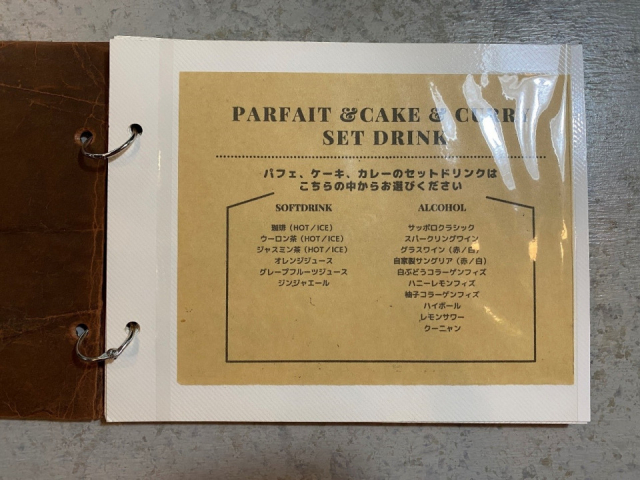 PARFAIT &CAKE & CURRY
SET DRINK
パフェ、ケーキ、カレーのセットドリンクは
こちらの中からお選びください
SOFTDRINK
珈琲（HOT／ICE）
ウーロン茶（HOT／ICE）
ジャスミン茶（HOT／ICE）
オレンジジュース
グレープフルーツジュース
ジンジャエール
ALCOHOL
サッポロクラシック
スパークリングワイン
グラスワイン（赤／白）
自家製サングリア（赤／白）
白ぶどうコラーゲンフィズ
ハニーレモンフィズ
柚子コラーゲンフィズ
ハイボール
レモンサワー
クーニャン